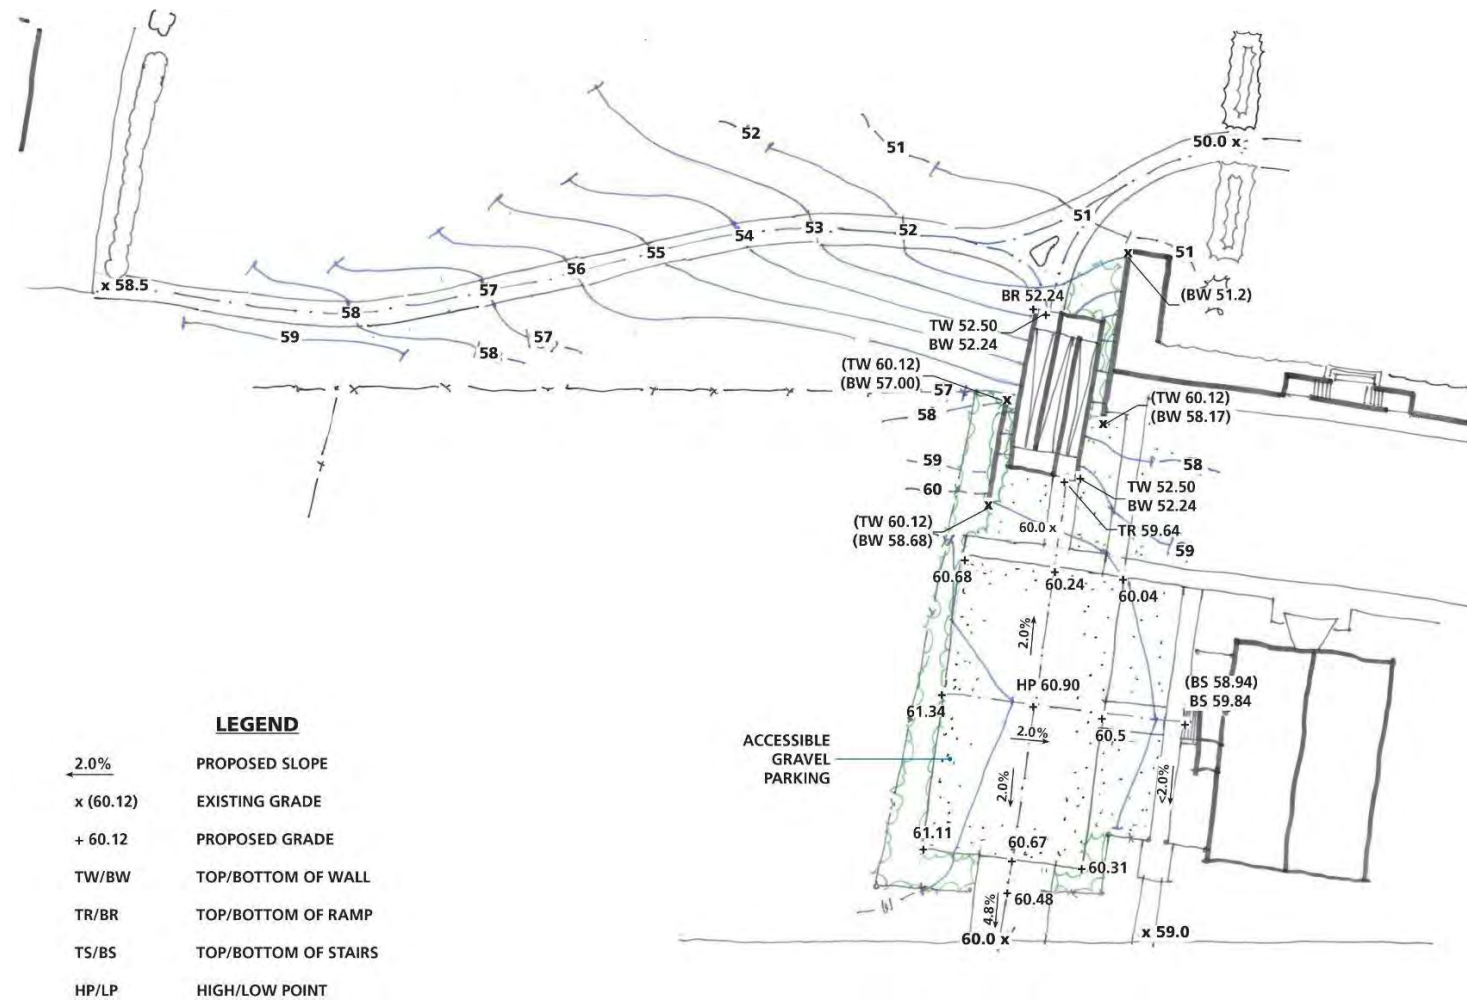 52
51
50.0 x
51
51
52
53
54
55
56
57
58
x 58.5
59
58
57
(BW 51.2)
BR 52.24
TW 52.50
BW 52.24
(TW 60.12)
(BW 57.00)
57
58
59
60
(TW 60.12)
(BW 58.17)
58
TW 52.50
BW 52.24
TR 59.64
59
(TW 60.12)
(BW 58.68)
60.0 x
60.68
60.24
60.04
2.0%
HP 60.90
(BS 58.94)
BS 59.84
61.34
60.5
2.0%
ACCESSIBLE
GRAVEL
PARKING
2.0%
<2.0%
61.11
60.67
60.31
60.48
4.8%
60.0 x
x 59.0
LEGEND
2.0% PROPOSED SLOPE
x (60.12) EXISTING GRADE
+ 60.12 PROPOSED GRADE
TW/BW TOP/BOTTOM OF WALL
TR/BR TOP/BOTTOM OF RAMP
TS/BS TOP/BOTTOM OF STAIRS
HP/LP HIGH/LOW POINT